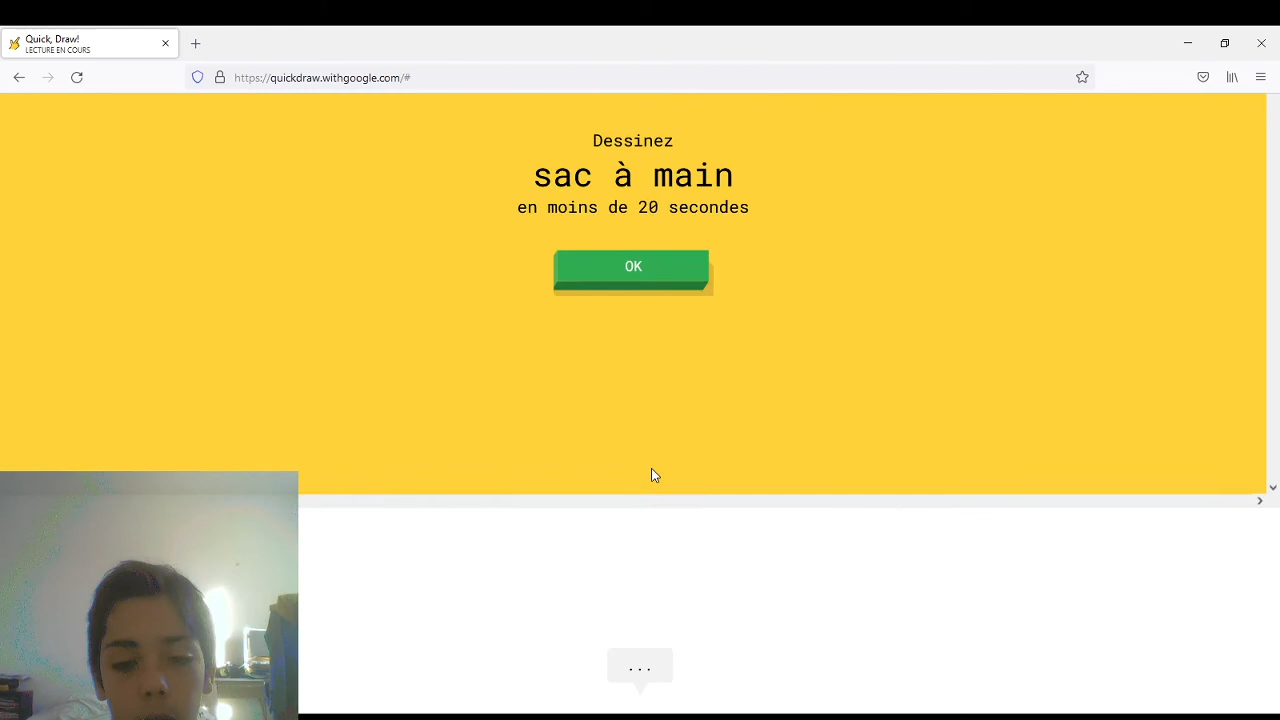 Quick, Draw!
LECTURE EN COURS
https://quickdraw.withgoogle.com/#
Dessinez
sac à main
en moins de 20 secondes
OK
...